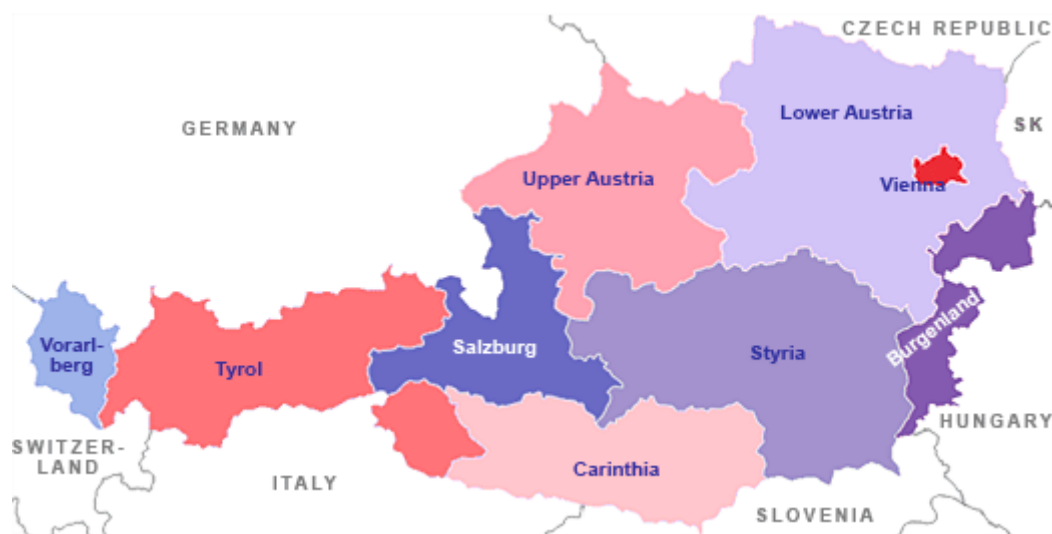 CZECH REPUBLIC
GERMANY
Lower Austria
SK
Upper Austria
Vienna
Vorarl-
berg
Tyrol
Salzburg
Styria
Burgenland
HUNGARY
SWITZER-
LAND
ITALY
Carinthia
SLOVENIA